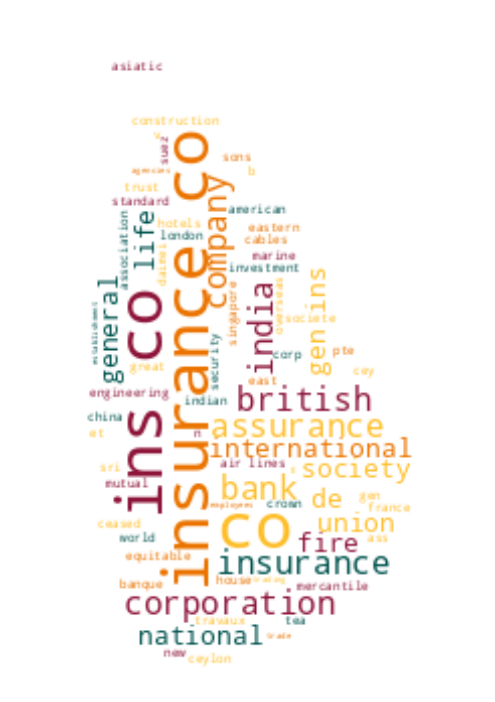 asiatic
construction
v
suez
insurance co
sons
b
agencies
trust
standard
company
american
association
life
hotels
london
eastern
cables
daimei
marine
investment
general
ins co
india
gen ins
overseas
singapore
societe
establishment
security
corp
pte
great
cey
east
engineering
indian
british
china
assurance
et
n
international
sri
air lines
s
society
mutual
bank
de
gen
employees
crown
france
ceased
co
union
world
fire
ass
equitable
insurance
banque
house
trading
mercantile
corporation
travaux
tea
national
trade
new
ceylon